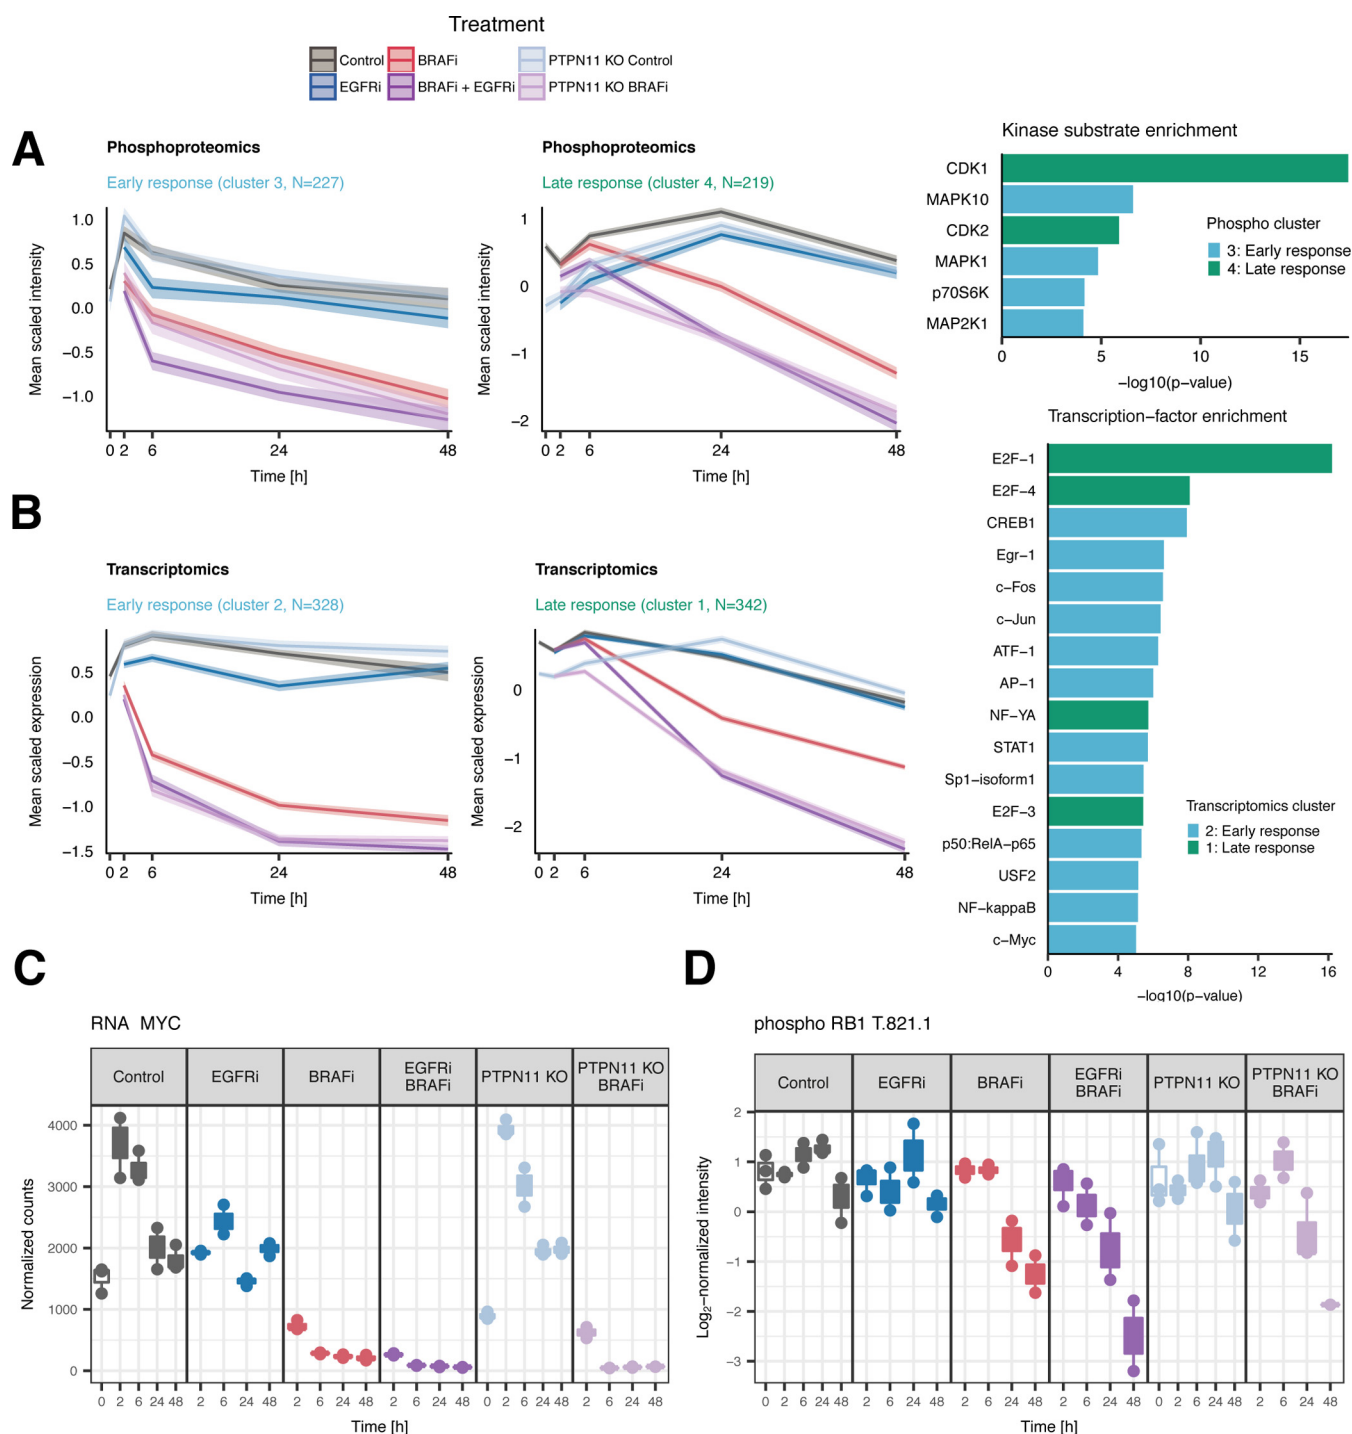 Treatment
Control BRAFi PTPN11 KO Control
EGFRi BRAFi + EGFRi PTPN11 KO BRAFi
A
Phosphoproteomics
Early response (cluster 3, N=227)
Mean scaled intensity
1.0
0.5
0.0
−0.5
−1.0
0 2 6 24 48
Time [h]
Phosphoproteomics
Late response (cluster 4, N=219)
Mean scaled intensity
1
0
−1
−2
0 2 6 24 48
Time [h]
Kinase substrate enrichment
CDK1
MAPK10
CDK2
MAPK1
p70S6K
MAP2K1
0 5 10 15
−log10(p−value)
Phospho cluster
3: Early response
4: Late response
B
Transcriptomics
Early response (cluster 2, N=328)
Mean scaled expression
0.5
0.0
−0.5
−1.0
−1.5
0 2 6 24 48
Time [h]
Transcriptomics
Late response (cluster 1, N=342)
Mean scaled expression
0
−1
−2
0 2 6 24 48
Time [h]
Transcription−factor enrichment
E2F−1
E2F−4
CREB1
Egr−1
c−Fos
c−Jun
ATF−1
AP−1
NF−YA
STAT1
Sp1−isoform1
E2F−3
p50:RelA−p65
USF2
NF−kappaB
c−Myc
0 4 8 12 16
−log10(p−value)
Transcriptomics cluster
2: Early response
1: Late response
C
RNA MYC
Control EGFRi BRAFi EGFRi BRAFi PTPN11 KO PTPN11 KO BRAFi
Normalized counts
4000
3000
2000
1000
0
0 2 6 24 48 2 6 24 48 2 6 24 48 2 6 24 48 0 2 6 24 48 2 6 24 48
Time [h]
D
phospho RB1 T.821.1
Control EGFRi BRAFi EGFRi BRAFi PTPN11 KO PTPN11 KO BRAFi
Log₂−normalized intensity
2
1
0
−1
−2
−3
0 2 6 24 48 2 6 24 48 2 6 24 48 2 6 24 48 0 2 6 24 48 2 6 24 48
Time [h]